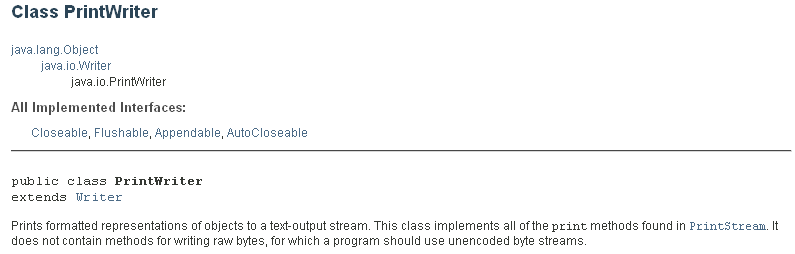 Class PrintWriter
java.lang.Object
java.io.Writer
java.io.PrintWriter
All Implemented Interfaces:
Closeable, Flushable, Appendable, AutoCloseable
public class PrintWriter
extends Writer
Prints formatted representations of objects to a text-output stream. This class implements all of the print methods found in PrintStream. It
does not contain methods for writing raw bytes, for which a program should use unencoded byte streams.